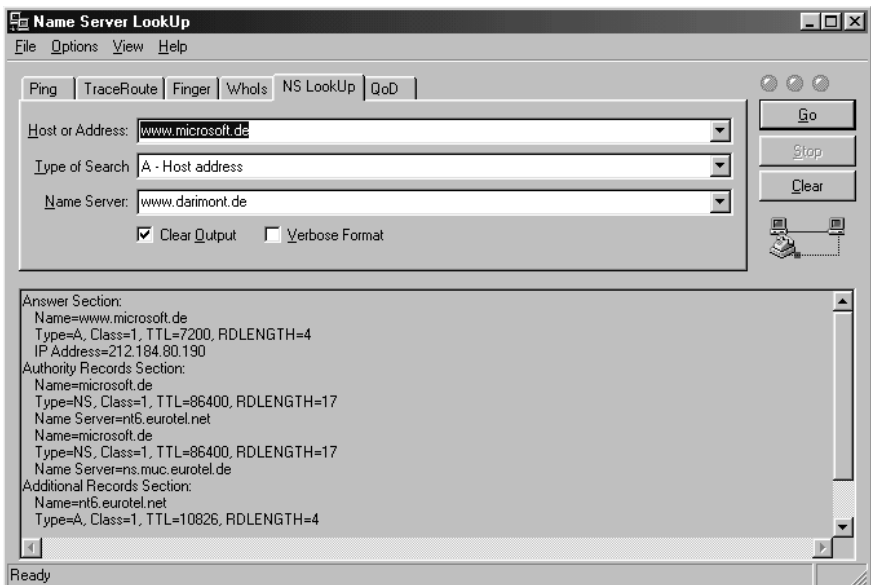 Name Server LookUp
File Options View Help
Ping TraceRoute Finger WhoIs NS LookUp QoD
Host or Address: www.microsoft.de
Go
Type of Search A - Host address
Stop
Name Server: www.darimont.de
Clear
Clear Output Verbose Format
Answer Section:
Name=www.microsoft.de
Type=A, Class=1, TTL=7200, RDLENGTH=4
IP Address=212.184.80.190
Authority Records Section:
Name=microsoft.de
Type=NS, Class=1, TTL=86400, RDLENGTH=17
Name Server=nt6.eurotel.net
Name=microsoft.de
Type=NS, Class=1, TTL=86400, RDLENGTH=17
Name Server=ns.muc.eurotel.de
Additional Records Section:
Name=nt6.eurotel.net
Type=A, Class=1, TTL=10826, RDLENGTH=4
Ready